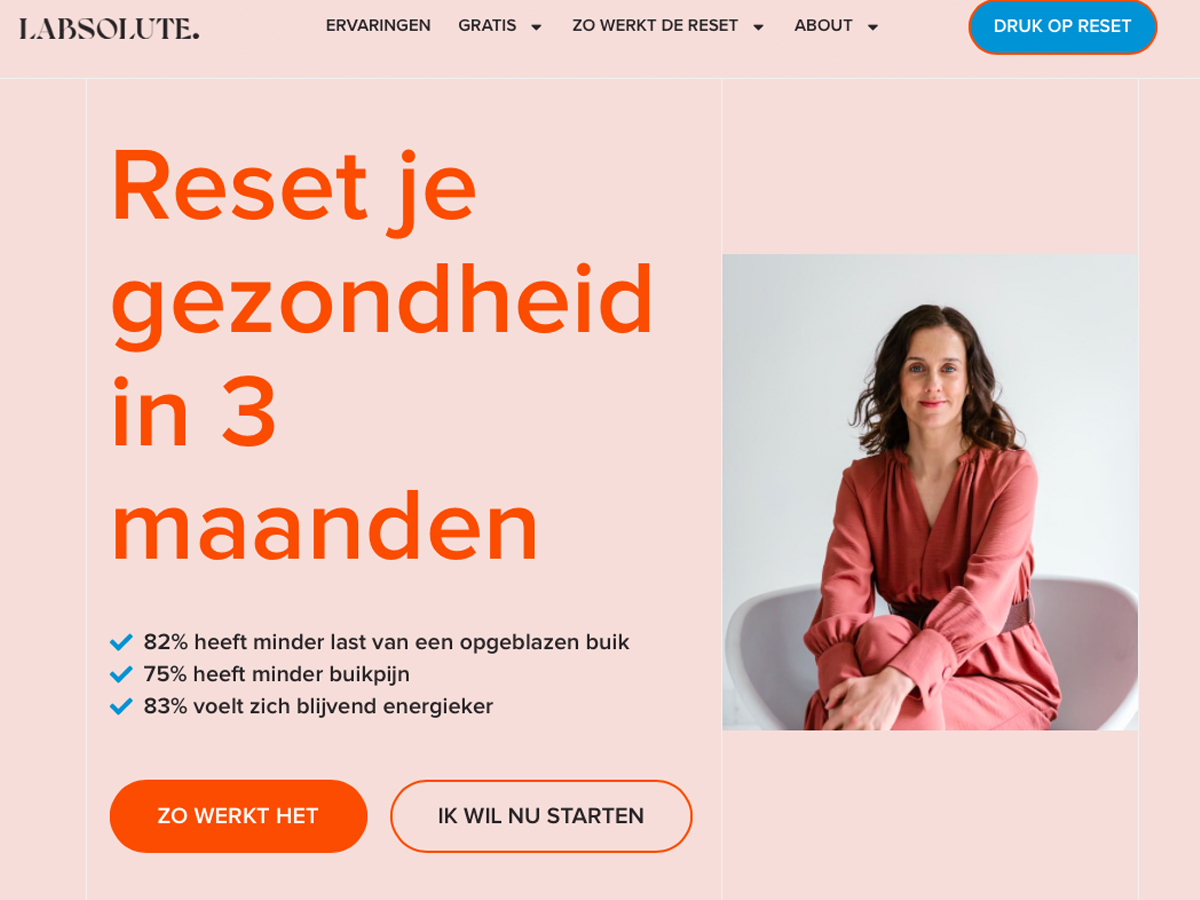 LABSOLUTE.
ERVARINGEN
GRATIS
ZO WERKT DE RESET
ABOUT
DRUK OP RESET
Reset je
gezondheid
in 3
maanden
82% heeft minder last van een opgeblazen buik
75% heeft minder buikpijn
83% voelt zich blijvend energieker
ZO WERKT HET
IK WIL NU STARTEN